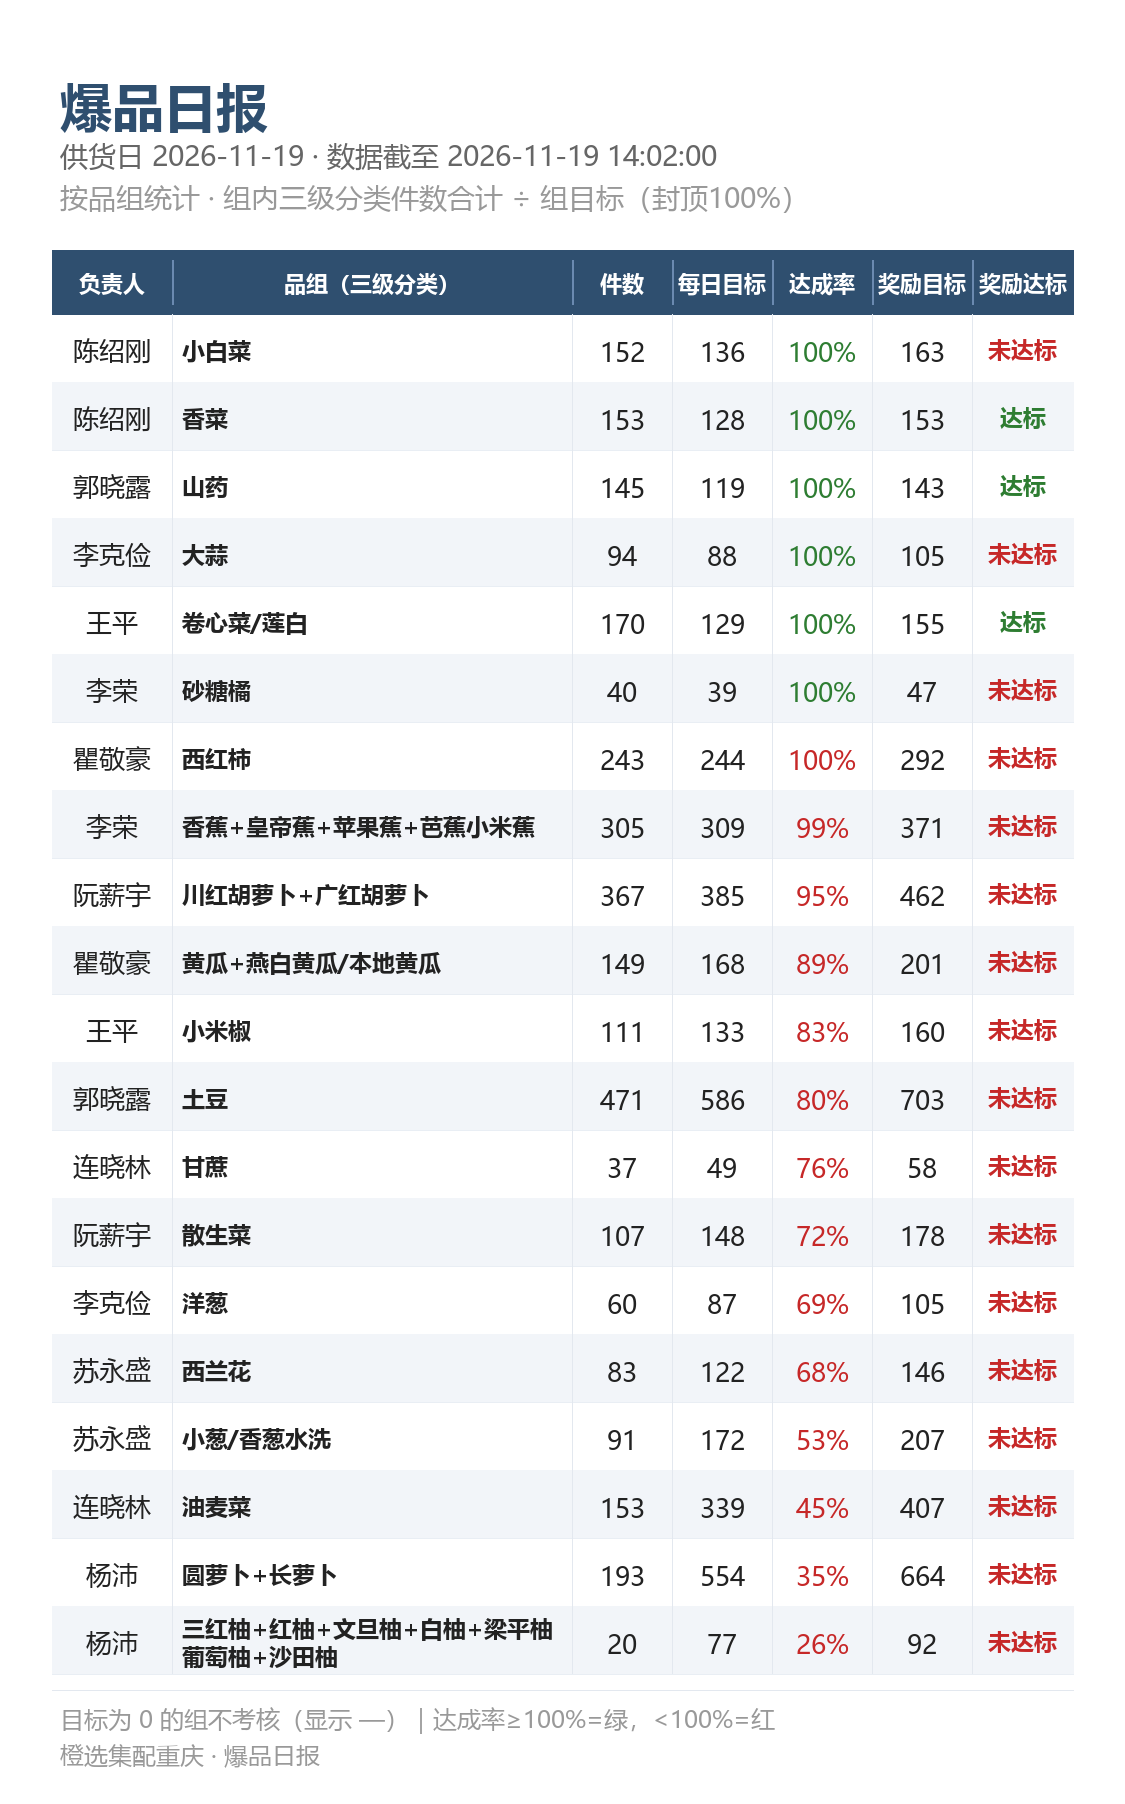 爆品日报
供货日 2026-11-19 · 数据截至 2026-11-19 14:02:00
按品组统计 · 组内三级分类件数合计 ÷ 组目标（封顶100%）
负责人 品组（三级分类） 件数 每日目标 达成率 奖励目标 奖励达标
陈绍刚 小白菜 152 136 100% 163 未达标
陈绍刚 香菜 153 128 100% 153 达标
郭晓露 山药 145 119 100% 143 达标
李克俭 大蒜 94 88 100% 105 未达标
王平 卷心菜/莲白 170 129 100% 155 达标
李荣 砂糖橘 40 39 100% 47 未达标
瞿敬豪 西红柿 243 244 100% 292 未达标
李荣 香蕉+皇帝蕉+苹果蕉+芭蕉小米蕉 305 309 99% 371 未达标
阮薪宇 川红胡萝卜+广红胡萝卜 367 385 95% 462 未达标
瞿敬豪 黄瓜+燕白黄瓜/本地黄瓜 149 168 89% 201 未达标
王平 小米椒 111 133 83% 160 未达标
郭晓露 土豆 471 586 80% 703 未达标
连晓林 甘蔗 37 49 76% 58 未达标
阮薪宇 散生菜 107 148 72% 178 未达标
李克俭 洋葱 60 87 69% 105 未达标
苏永盛 西兰花 83 122 68% 146 未达标
苏永盛 小葱/香葱水洗 91 172 53% 207 未达标
连晓林 油麦菜 153 339 45% 407 未达标
杨沛 圆萝卜+长萝卜 193 554 35% 664 未达标
杨沛 三红柚+红柚+文旦柚+白柚+梁平柚 20 77 26% 92 未达标
葡萄柚+沙田柚
目标为 0 的组不考核（显示 —）｜达成率≥100%=绿，<100%=红
橙选集配重庆 · 爆品日报